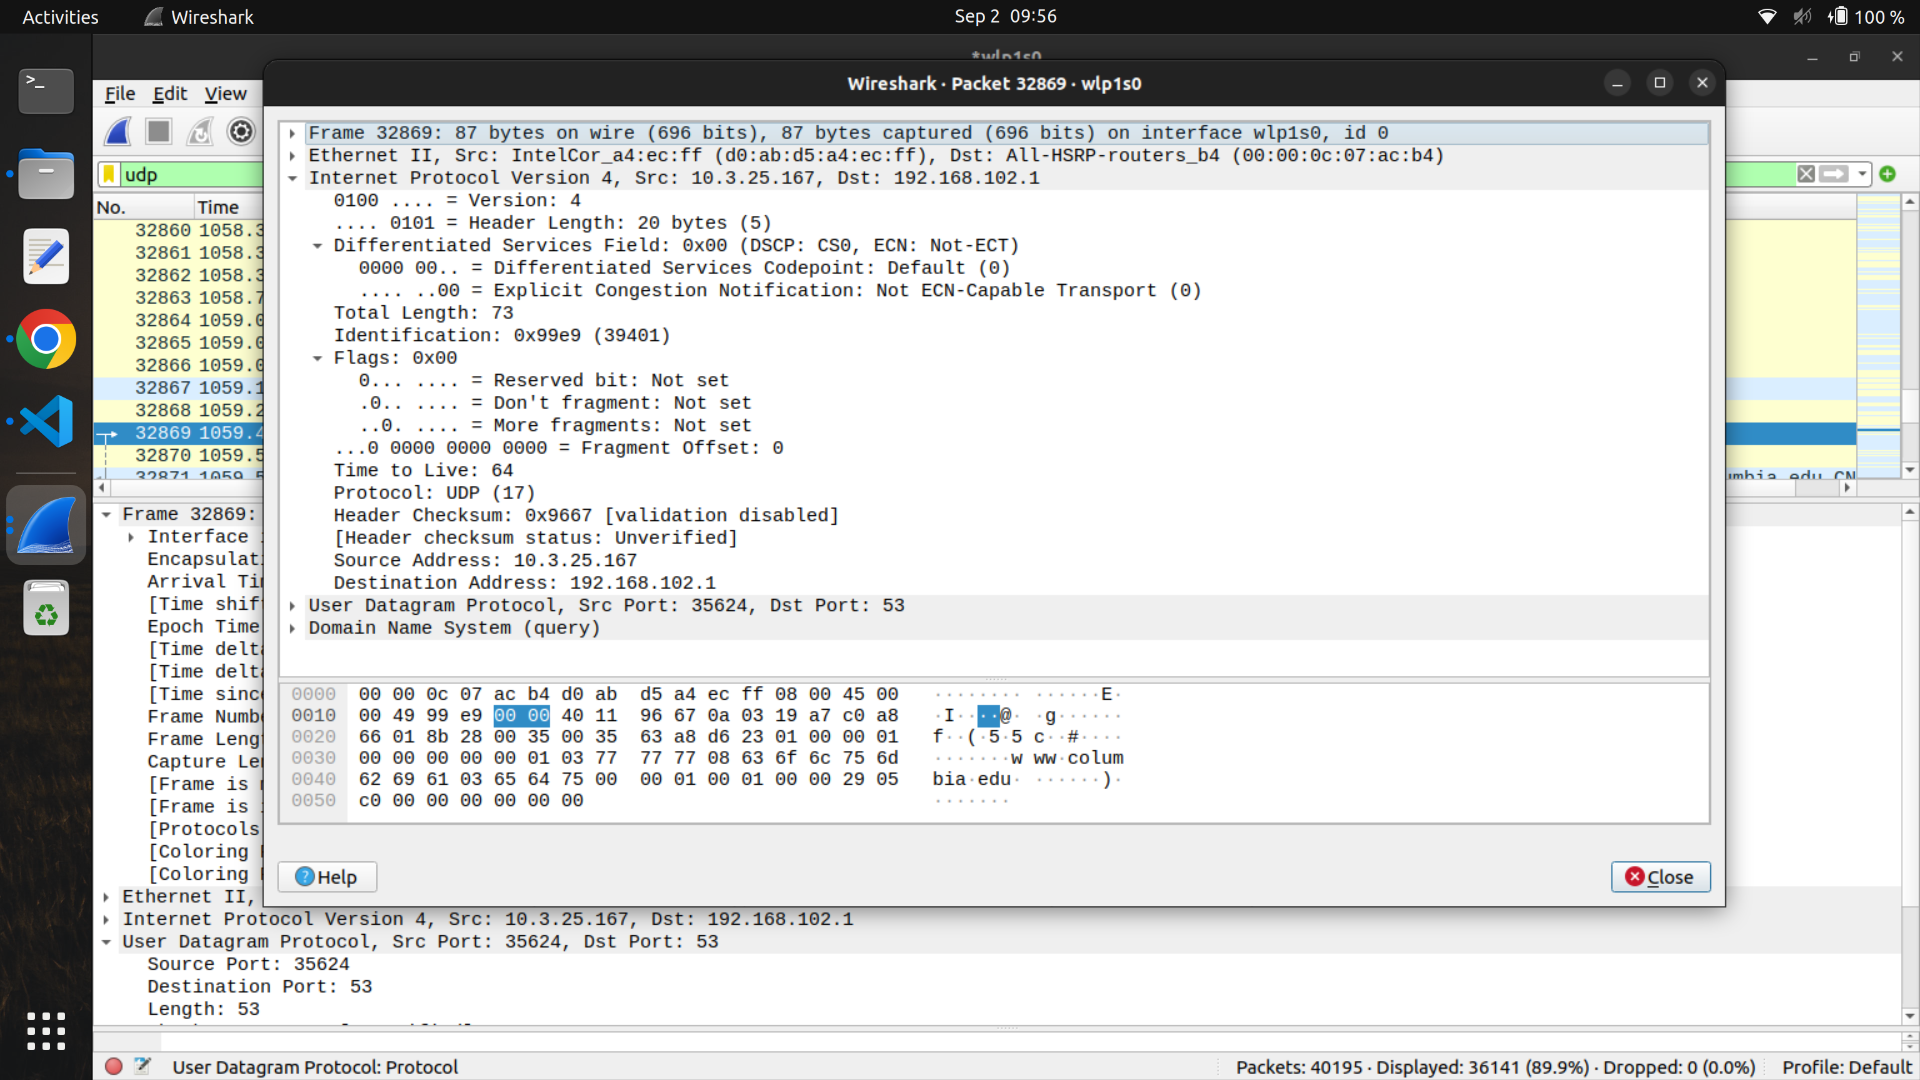 Activities
Wireshark
Sep 2 09:56
100 %
*wlp1s0
File Edit View
Wireshark · Packet 32869 · wlp1s0
udp
No. Time
32860 1058.3
32861 1058.3
32862 1058.3
32863 1058.7
32864 1059.0
32865 1059.0
32866 1059.0
32867 1059.1
32868 1059.2
32869 1059.4
32870 1059.5
32871 1059.5
umbia.edu CN
Frame 32869: 87 bytes on wire (696 bits), 87 bytes captured (696 bits) on interface wlp1s0, id 0
Ethernet II, Src: IntelCor_a4:ec:ff (d0:ab:d5:a4:ec:ff), Dst: All-HSRP-routers_b4 (00:00:0c:07:ac:b4)
Internet Protocol Version 4, Src: 10.3.25.167, Dst: 192.168.102.1
0100 .... = Version: 4
.... 0101 = Header Length: 20 bytes (5)
Differentiated Services Field: 0x00 (DSCP: CS0, ECN: Not-ECT)
0000 00.. = Differentiated Services Codepoint: Default (0)
.... ..00 = Explicit Congestion Notification: Not ECN-Capable Transport (0)
Total Length: 73
Identification: 0x99e9 (39401)
Flags: 0x00
0... .... = Reserved bit: Not set
.0.. .... = Don't fragment: Not set
..0. .... = More fragments: Not set
...0 0000 0000 0000 = Fragment Offset: 0
Time to Live: 64
Protocol: UDP (17)
Header Checksum: 0x9667 [validation disabled]
[Header checksum status: Unverified]
Source Address: 10.3.25.167
Destination Address: 192.168.102.1
User Datagram Protocol, Src Port: 35624, Dst Port: 53
Domain Name System (query)
0000 00 00 0c 07 ac b4 d0 ab d5 a4 ec ff 08 00 45 00 ········ ······E·
0010 00 49 99 e9 00 00 40 11 96 67 0a 03 19 a7 c0 a8 ·I····@· ·g······
0020 66 01 8b 28 00 35 00 35 63 a8 d6 23 01 00 00 01 f··(·5·5 c··#····
0030 00 00 00 00 00 01 03 77 77 77 08 63 6f 6c 75 6d ·······w ww·colum
0040 62 69 61 03 65 64 75 00 00 01 00 01 00 00 29 05 bia·edu· ······)·
0050 c0 00 00 00 00 00 00 ·······
Help
Close
Frame 32869:
Interface
Encapsulati
Arrival Ti
[Time shif
Epoch Time
[Time delt
[Time delt
[Time sinc
Frame Numb
Frame Leng
Capture Le
[Frame is
[Frame is
[Protocols
[Coloring
[Coloring
Ethernet II,
Internet Protocol Version 4, Src: 10.3.25.167, Dst: 192.168.102.1
User Datagram Protocol, Src Port: 35624, Dst Port: 53
Source Port: 35624
Destination Port: 53
Length: 53
User Datagram Protocol: Protocol
Packets: 40195 · Displayed: 36141 (89.9%) · Dropped: 0 (0.0%)
Profile: Default